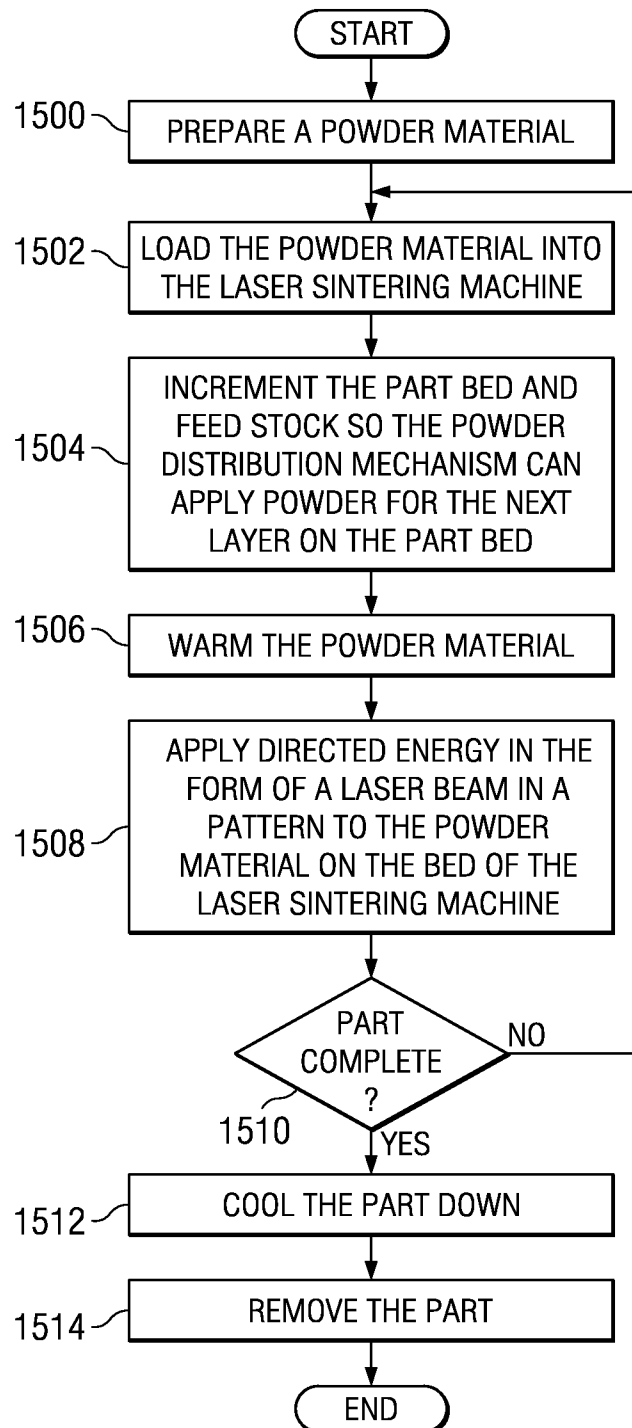 START
1500
PREPARE A POWDER MATERIAL
1502
LOAD THE POWDER MATERIAL INTO
THE LASER SINTERING MACHINE
1504
INCREMENT THE PART BED AND
FEED STOCK SO THE POWDER
DISTRIBUTION MECHANISM CAN
APPLY POWDER FOR THE NEXT
LAYER ON THE PART BED
1506
WARM THE POWDER MATERIAL
1508
APPLY DIRECTED ENERGY IN THE
FORM OF A LASER BEAM IN A
PATTERN TO THE POWDER
MATERIAL ON THE BED OF THE
LASER SINTERING MACHINE
PART
COMPLETE
?
NO
1510
YES
1512
COOL THE PART DOWN
1514
REMOVE THE PART
END